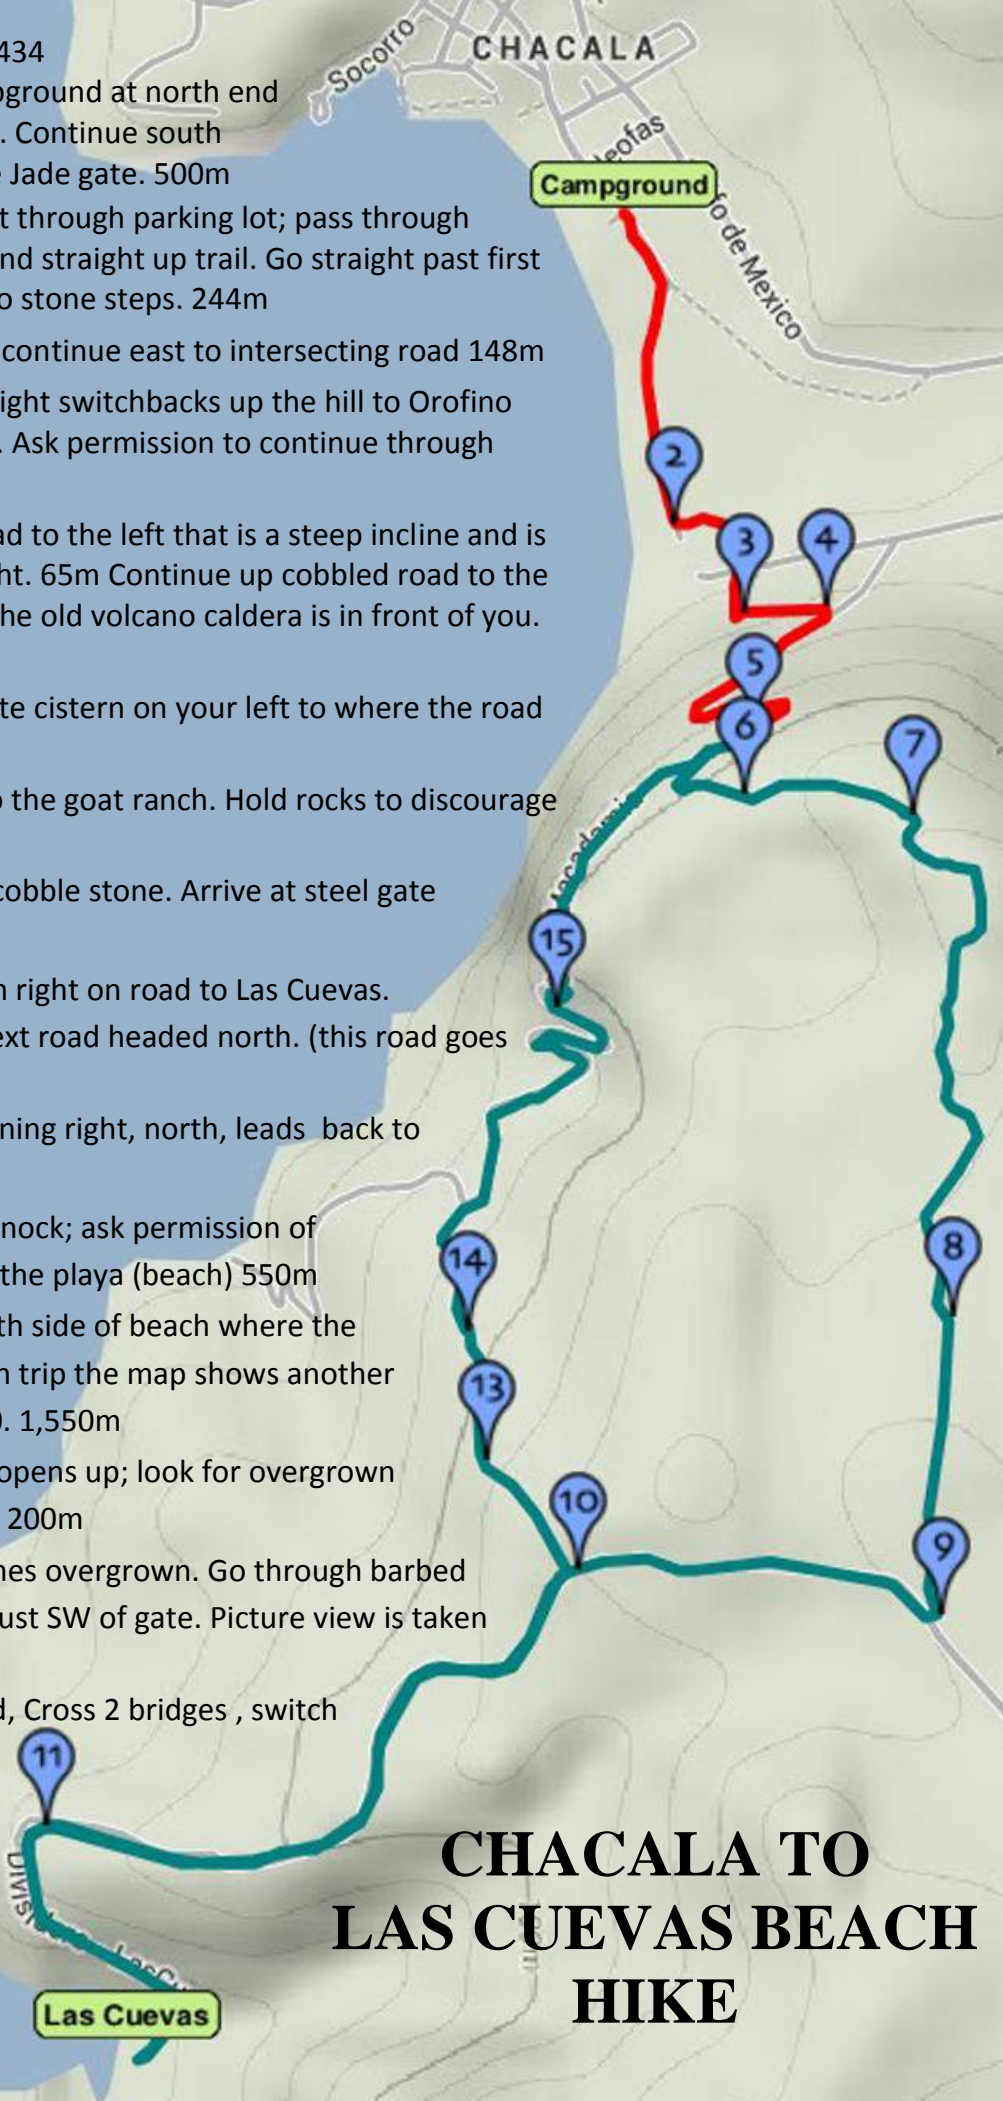 434
CHACALA
Socorro
ground at north end
. Continue south
Jade gate. 500m
Campground
t through parking lot; pass through
nd straight up trail. Go straight past first
o stone steps. 244m
de Mexico
continue east to intersecting road 148m
ight switchbacks up the hill to Orofino
. Ask permission to continue through
2
ad to the left that is a steep incline and is
ht. 65m Continue up cobbled road to the
he old volcano caldera is in front of you.
3
4
5
te cistern on your left to where the road
6
7
o the goat ranch. Hold rocks to discourage
cobble stone. Arrive at steel gate
15
n right on road to Las Cuevas.
ext road headed north. (this road goes
ning right, north, leads back to
nock; ask permission of
the playa (beach) 550m
14
8
th side of beach where the
n trip the map shows another
. 1,550m
13
opens up; look for overgrown
200m
10
9
nes overgrown. Go through barbed
ust SW of gate. Picture view is taken
d, Cross 2 bridges , switch
11
CHACALA TO
LAS CUEVAS BEACH
HIKE
Las Cuevas